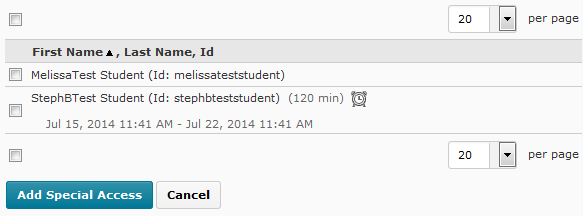 20 per page
First Name ▲, Last Name, Id
MelissaTest Student (Id: melissateststudent)
StephBTest Student (Id: stephbteststudent) (120 min)
Jul 15, 2014 11:41 AM - Jul 22, 2014 11:41 AM
20 per page
Add Special Access Cancel